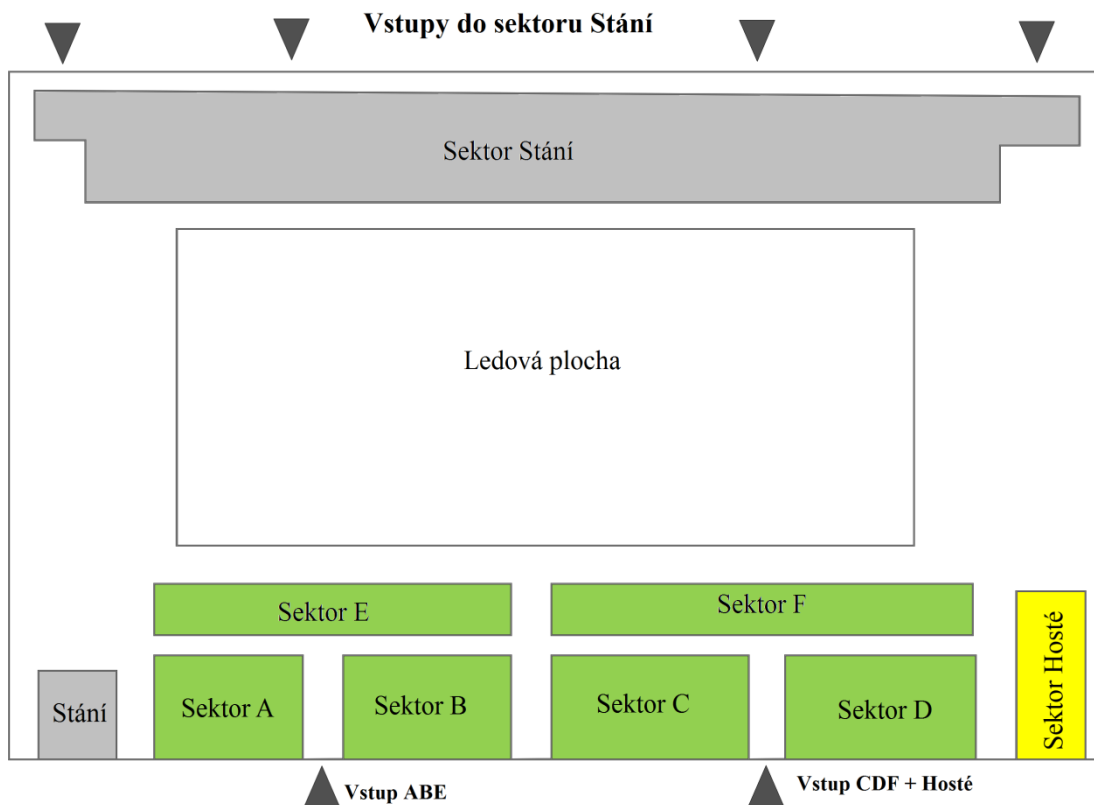 Vstupy do sektoru Stání
Sektor Stání
Ledová plocha
Sektor E
Sektor F
Stání
Sektor A
Sektor B
Sektor C
Sektor D
Sektor Hosté
Vstup ABE
Vstup CDF + Hosté